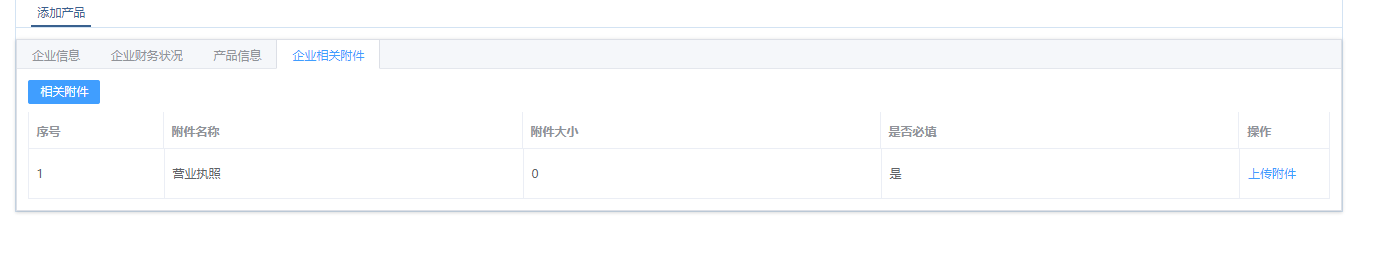 添加产品
企业信息 企业财务状况 产品信息 企业相关附件
相关附件
序号 附件名称 附件大小 是否必填 操作
1 营业执照 0 是 上传附件